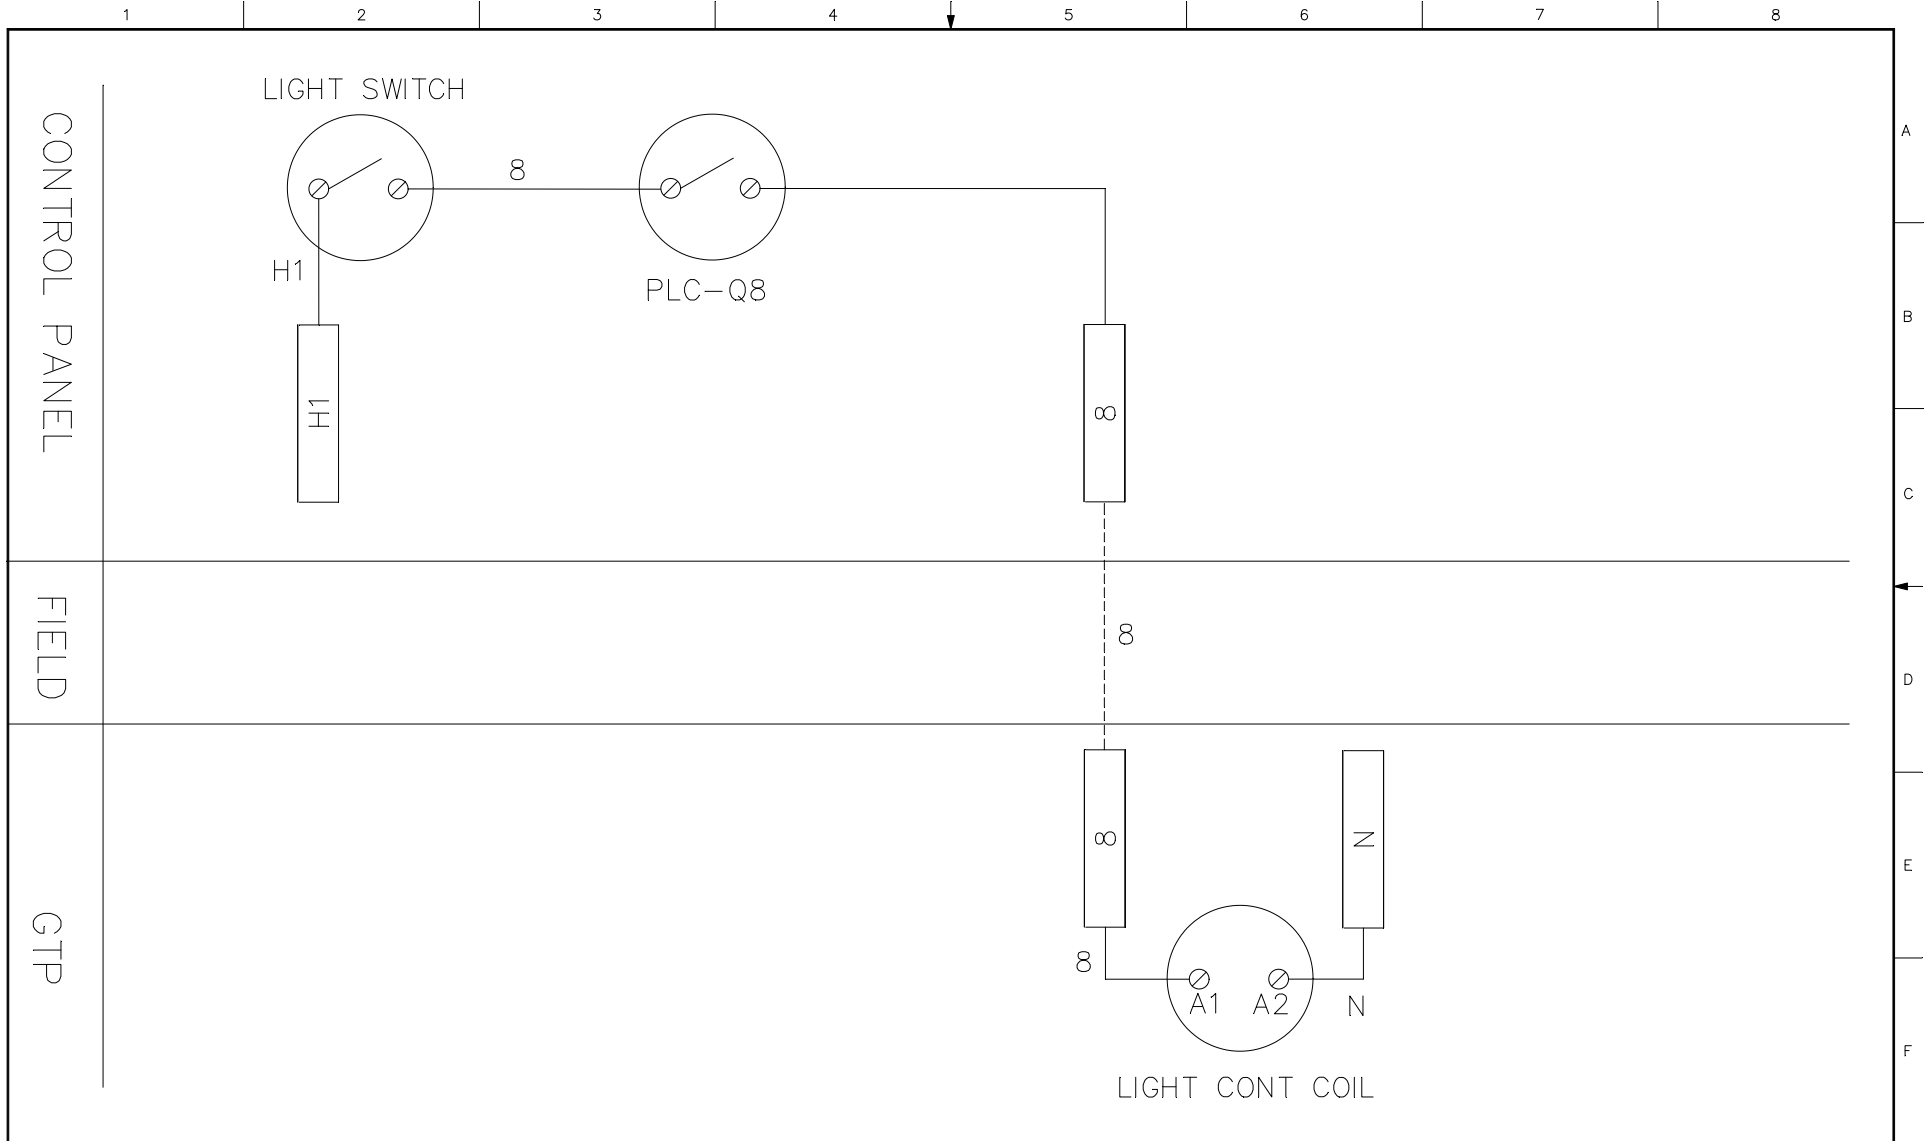 1 2 3 4 5 6 7 8
LIGHT SWITCH
CONTROL PANEL
A
8
H1
PLC-Q8
B
H1
8
C
FIELD
8
D
8
N
E
GTP
8
A1 A2 N
F
LIGHT CONT COIL